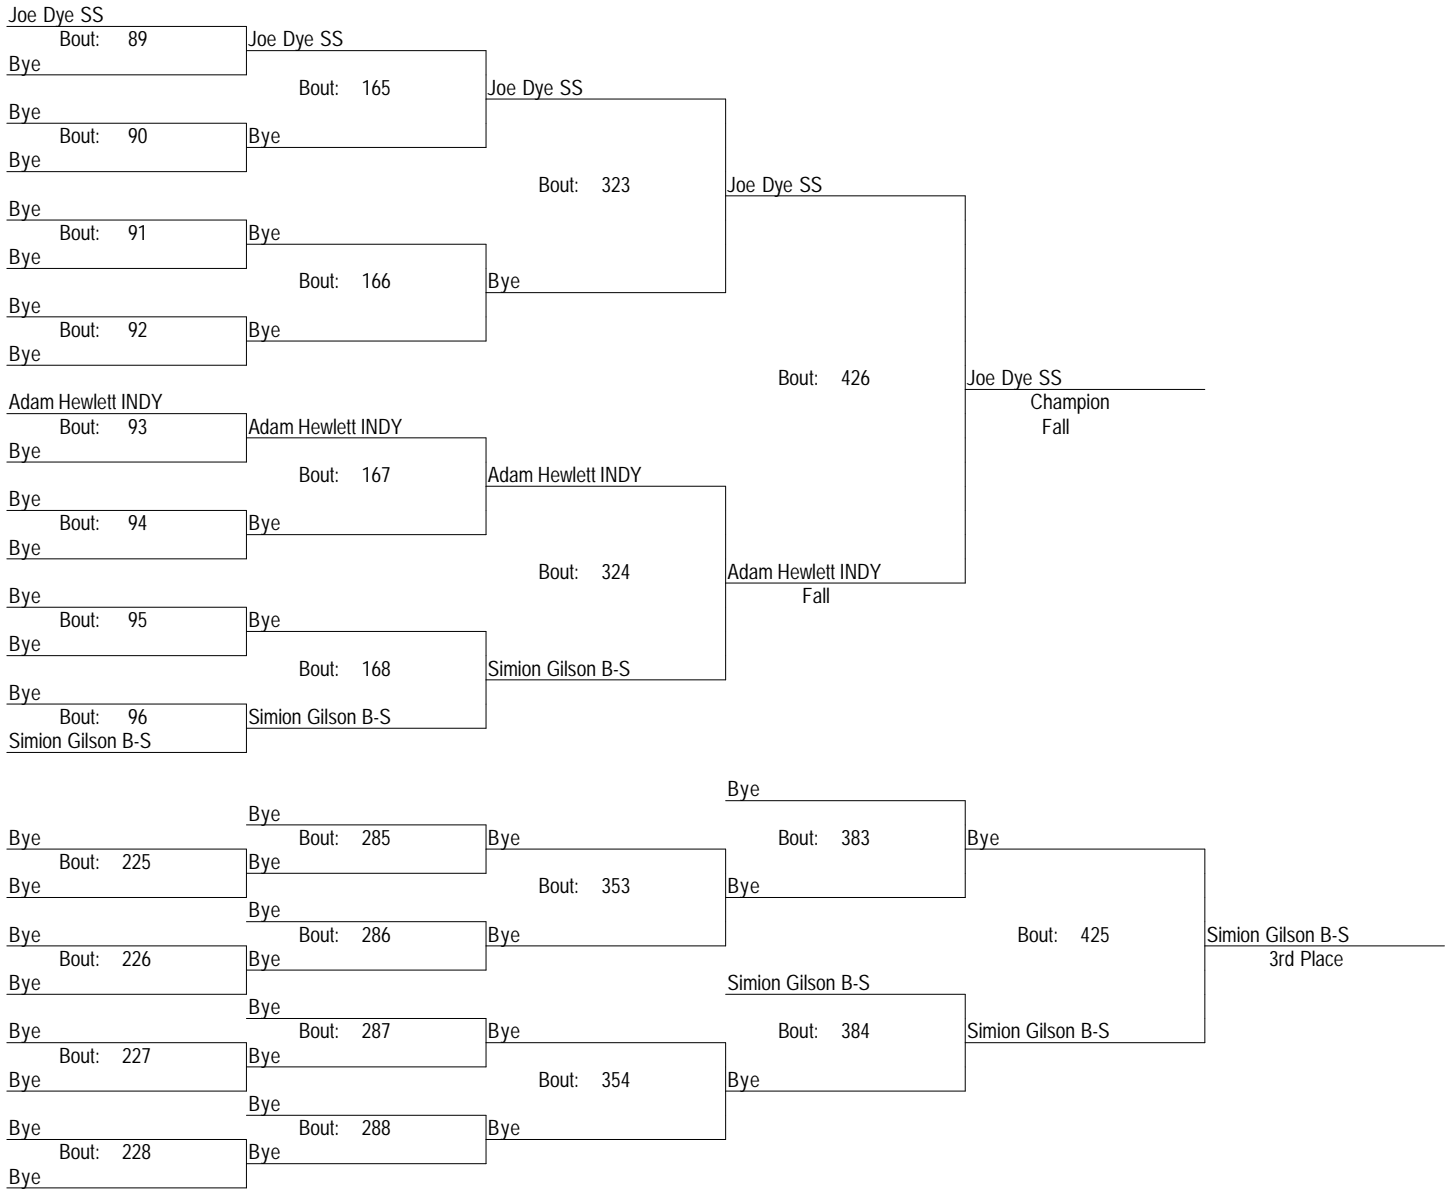 Joe Dye SS
Bout: 89 Joe Dye SS
Bye
Bout: 165 Joe Dye SS
Bye
Bout: 90 Bye
Bye
Bout: 323 Joe Dye SS
Bye
Bout: 91 Bye
Bye
Bout: 166 Bye
Bye
Bout: 92 Bye
Bye
Bout: 426 Joe Dye SS
Adam Hewlett INDY Champion
Bout: 93 Adam Hewlett INDY Fall
Bye
Bout: 167 Adam Hewlett INDY
Bye
Bout: 94 Bye
Bye
Bout: 324 Adam Hewlett INDY
Bye Fall
Bout: 95 Bye
Bye
Bout: 168 Simion Gilson B-S
Bye
Bout: 96 Simion Gilson B-S
Simion Gilson B-S
Bye
Bye
Bye Bout: 285 Bye Bout: 383 Bye
Bout: 225 Bye
Bye Bout: 353 Bye
Bye
Bye Bout: 286 Bye Bout: 425 Simion Gilson B-S
Bout: 226 Bye 3rd Place
Bye Simion Gilson B-S
Bye
Bye Bout: 287 Bye Bout: 384 Simion Gilson B-S
Bout: 227 Bye
Bye Bout: 354 Bye
Bye
Bye Bout: 288 Bye
Bout: 228 Bye
Bye